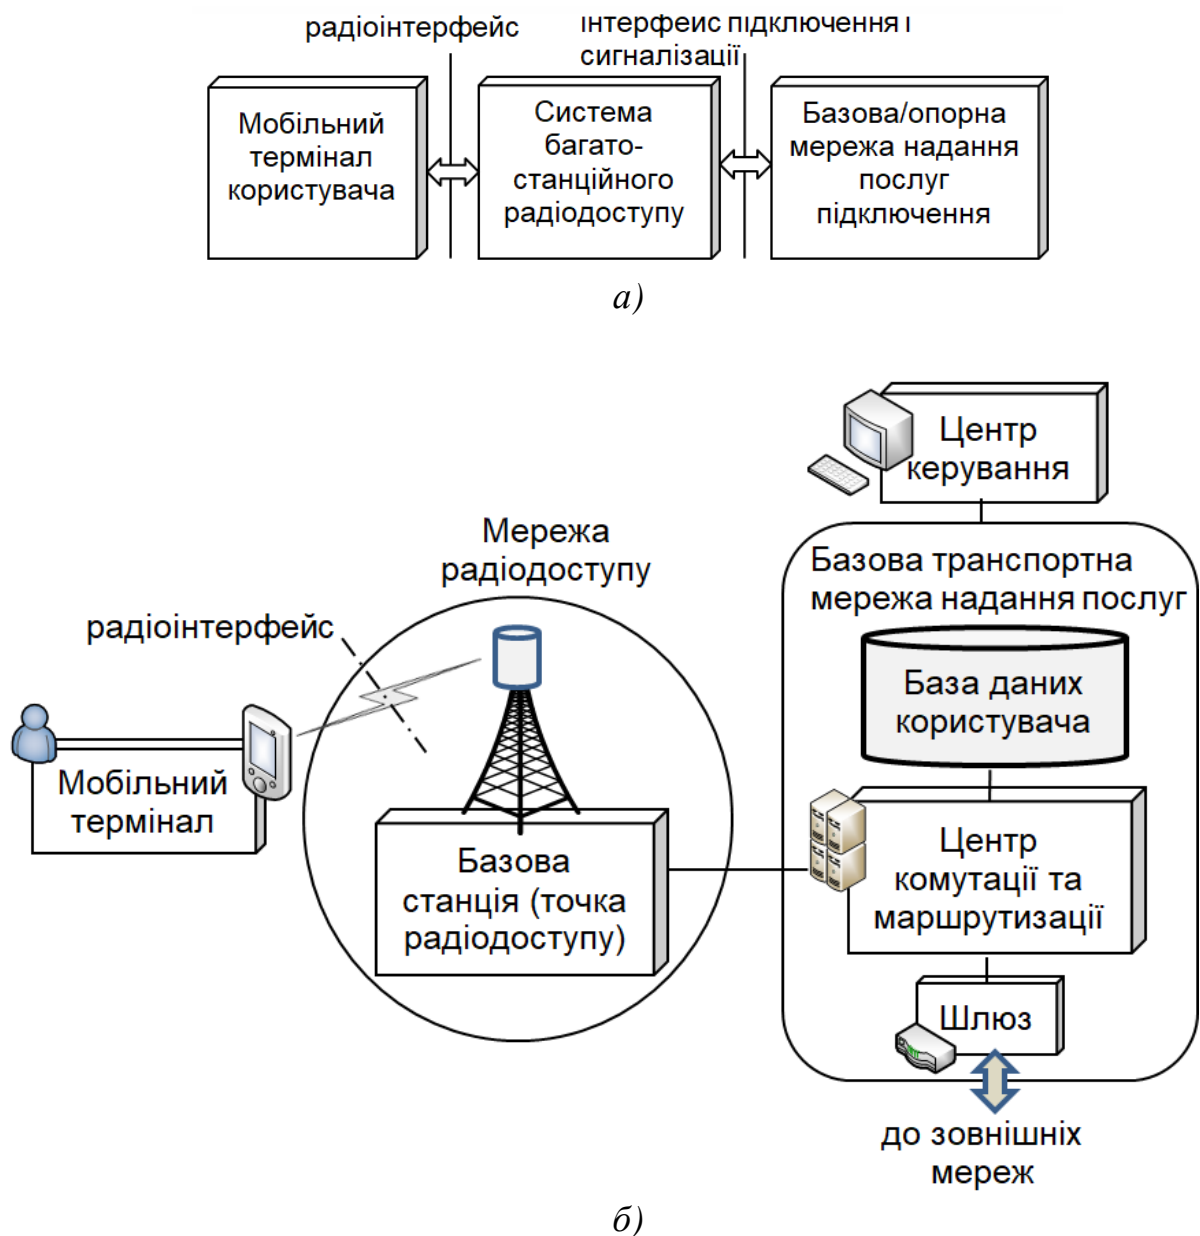 радіоінтерфейс
інтерфейс підключення і
сигналізації
Мобільний
термінал
користувача
Система
багато-
станційного
радіодоступу
Базова/опорна
мережа надання
послуг
підключення
а)
Центр
керування
Мережа
радіодоступу
Базова транспортна
мережа надання послуг
радіоінтерфейс
База даних
користувача
Мобільний
термінал
Базова
станція (точка
радіодоступу)
Центр
комутації та
маршрутизації
Шлюз
до зовнішніх
мереж
б)